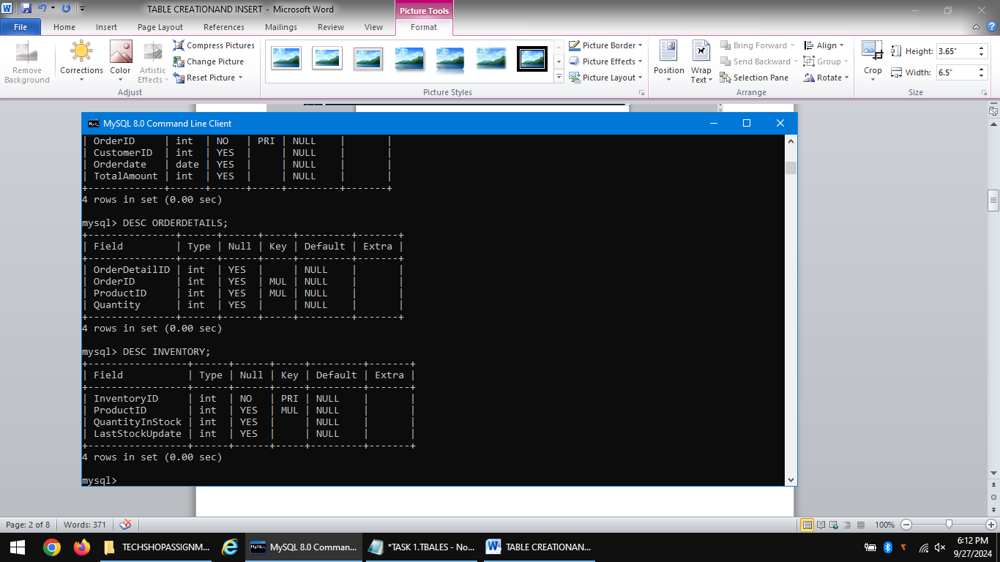 TABLE CREATIONAND INSERT - Microsoft Word
Picture Tools
File Home Insert Page Layout References Mailings Review View Format
Remove Background
Corrections
Color
Artistic Effects
Compress Pictures
Change Picture
Reset Picture
Adjust
Picture Styles
Picture Border
Picture Effects
Picture Layout
Position
Wrap Text
Bring Forward
Send Backward
Selection Pane
Align
Group
Rotate
Arrange
Crop
Height: 3.65"
Width: 6.5"
Size
MySQL 8.0 Command Line Client
| OrderID     | int  | NO   | PRI | NULL    |       |
| CustomerID  | int  | YES  |     | NULL    |       |
| Orderdate   | date | YES  |     | NULL    |       |
| TotalAmount | int  | YES  |     | NULL    |       |
+-------------+------+------+-----+---------+-------+
4 rows in set (0.00 sec)
mysql> DESC ORDERDETAILS;
+---------------+------+------+-----+---------+-------+
| Field         | Type | Null | Key | Default | Extra |
+---------------+------+------+-----+---------+-------+
| OrderDetailID | int  | YES  |     | NULL    |       |
| OrderID       | int  | YES  | MUL | NULL    |       |
| ProductID     | int  | YES  | MUL | NULL    |       |
| Quantity      | int  | YES  |     | NULL    |       |
+---------------+------+------+-----+---------+-------+
4 rows in set (0.00 sec)
mysql> DESC INVENTORY;
+-----------------+------+------+-----+---------+-------+
| Field           | Type | Null | Key | Default | Extra |
+-----------------+------+------+-----+---------+-------+
| InventoryID     | int  | NO   | PRI | NULL    |       |
| ProductID       | int  | YES  | MUL | NULL    |       |
| QuantityInStock | int  | YES  |     | NULL    |       |
| LastStockUpdate | int  | YES  |     | NULL    |       |
+-----------------+------+------+-----+---------+-------+
4 rows in set (0.00 sec)
mysql>
Page: 2 of 8 Words: 371 100%
TECHSHOPASSIGNM... MySQL 8.0 Comman... *TASK 1.TBALES - No... TABLE CREATIONAN...
6:12 PM
9/27/2024